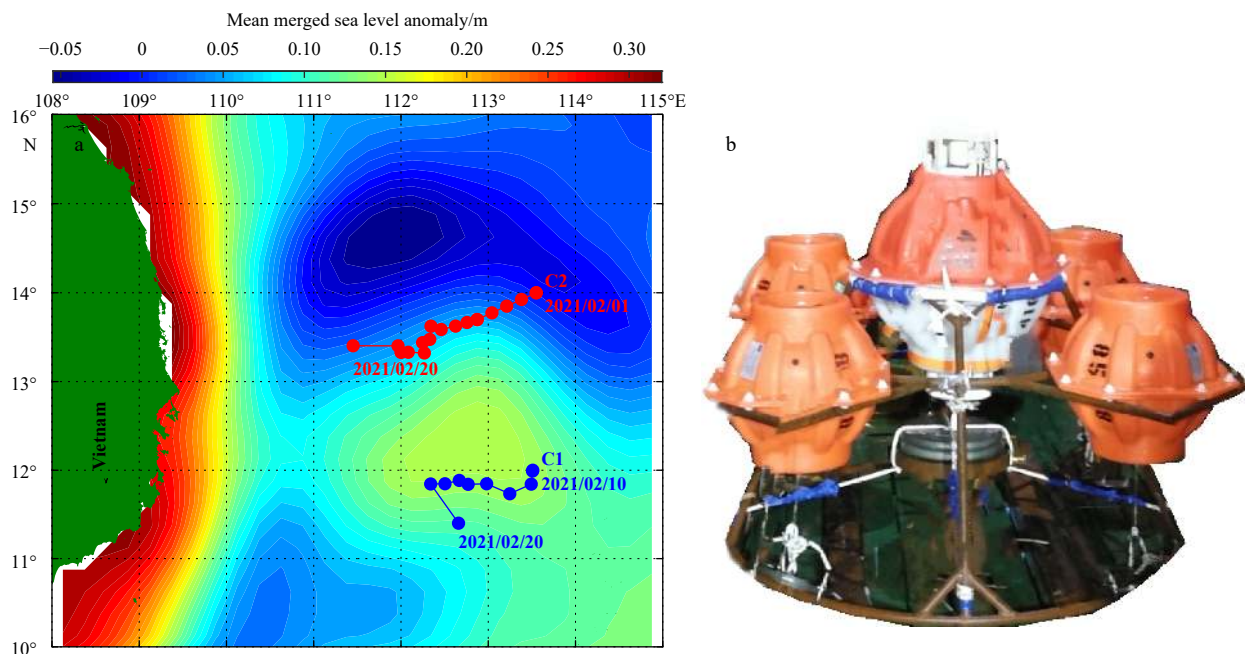 Mean merged sea level anomaly/m
−0.05 0 0.05 0.10 0.15 0.20 0.25 0.30
108° 109° 110° 111° 112° 113° 114° 115°E
16°
N a b
15°
14° C2
2021/02/01
2021/02/20
13°
Vietnam
12° C1
2021/02/10
2021/02/20
11°
10°